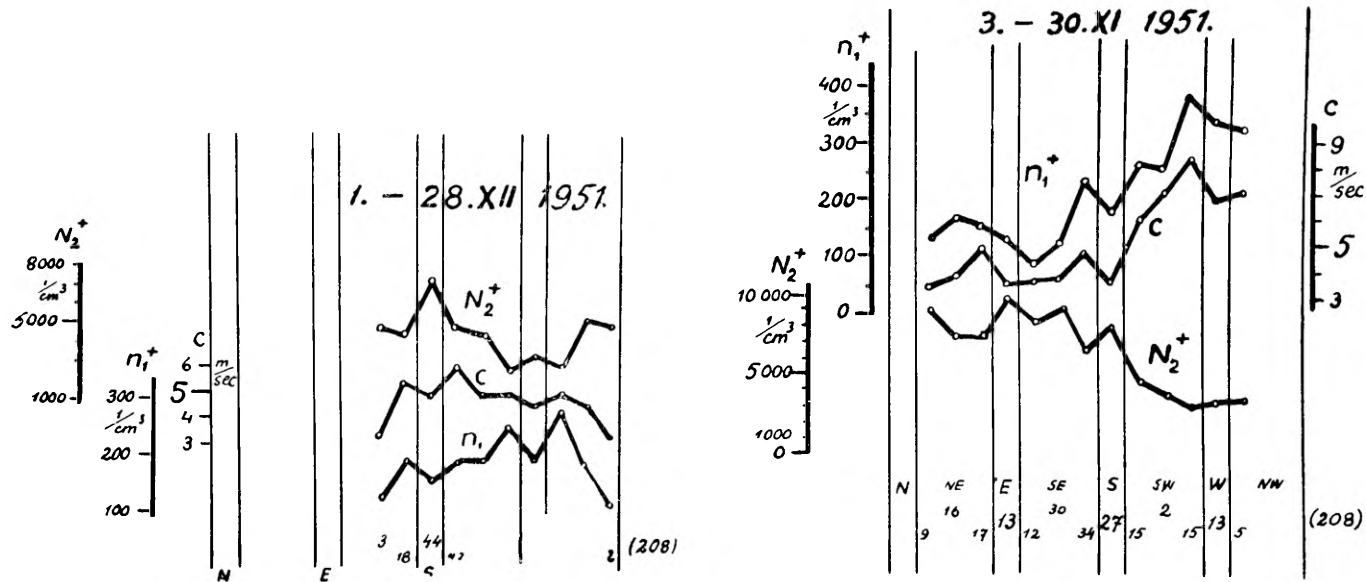 1. – 28.XII 1951.
N₂⁺
8000
1/cm³
5000
1000
n₁⁺
300
1/cm³
200
100
C
6 m/sec
5
4
3
N₂⁺
C
n₁
3 18 44 2 (208)
N E S
3. – 30.XI 1951.
n₁⁺
400
1/cm³
300
200
100
0
N₂⁺
10 000
1/cm³
5000
1000
0
C
9
m/sec
5
3
n₁⁺
C
N₂⁺
N NE E SE S SW W NW
9 16 17 13 12 30 34 27 15 2 15 13 5 (208)